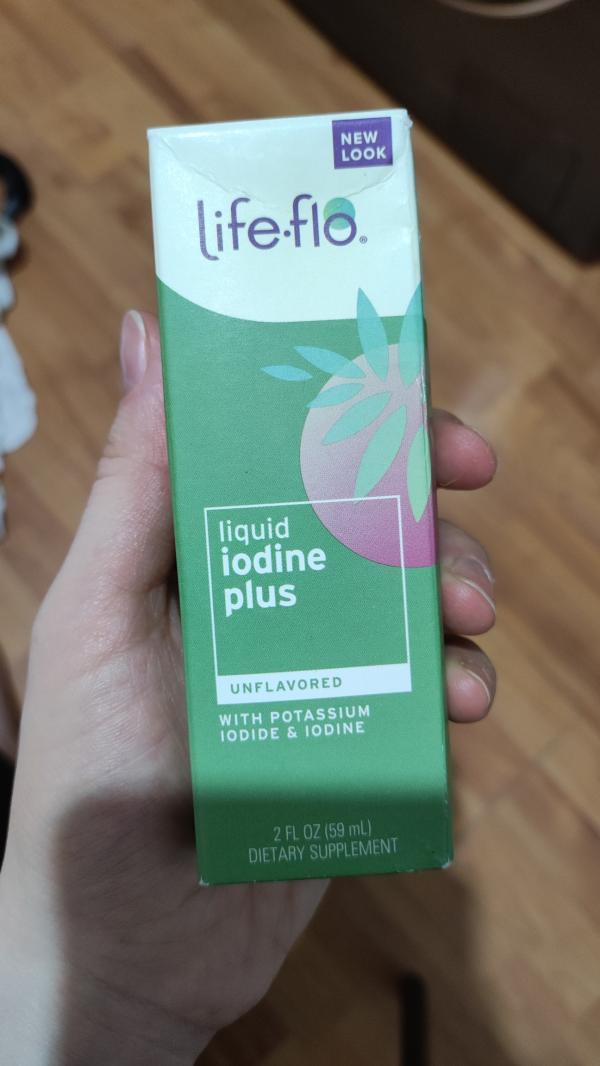 NEW
LOOK
life·flo®
liquid
iodine
plus
UNFLAVORED
WITH POTASSIUM
IODIDE & IODINE
2 FL OZ (59 mL)
DIETARY SUPPLEMENT